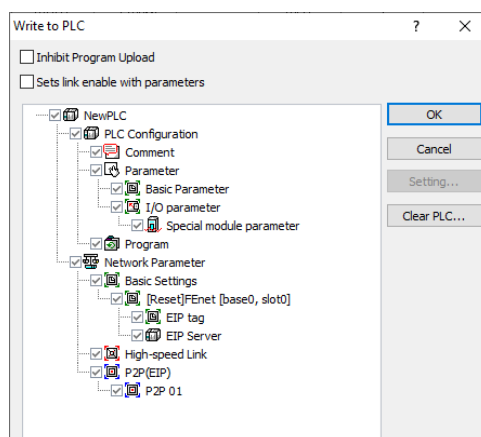 Write to PLC
Inhibit Program Upload
Sets link enable with parameters
NewPLC
PLC Configuration
Comment
Parameter
Basic Parameter
I/O parameter
Special module parameter
Program
Network Parameter
Basic Settings
[Reset]FEnet [base0, slot0]
EIP tag
EIP Server
High-speed Link
P2P(EIP)
P2P 01
OK
Cancel
Setting...
Clear PLC...